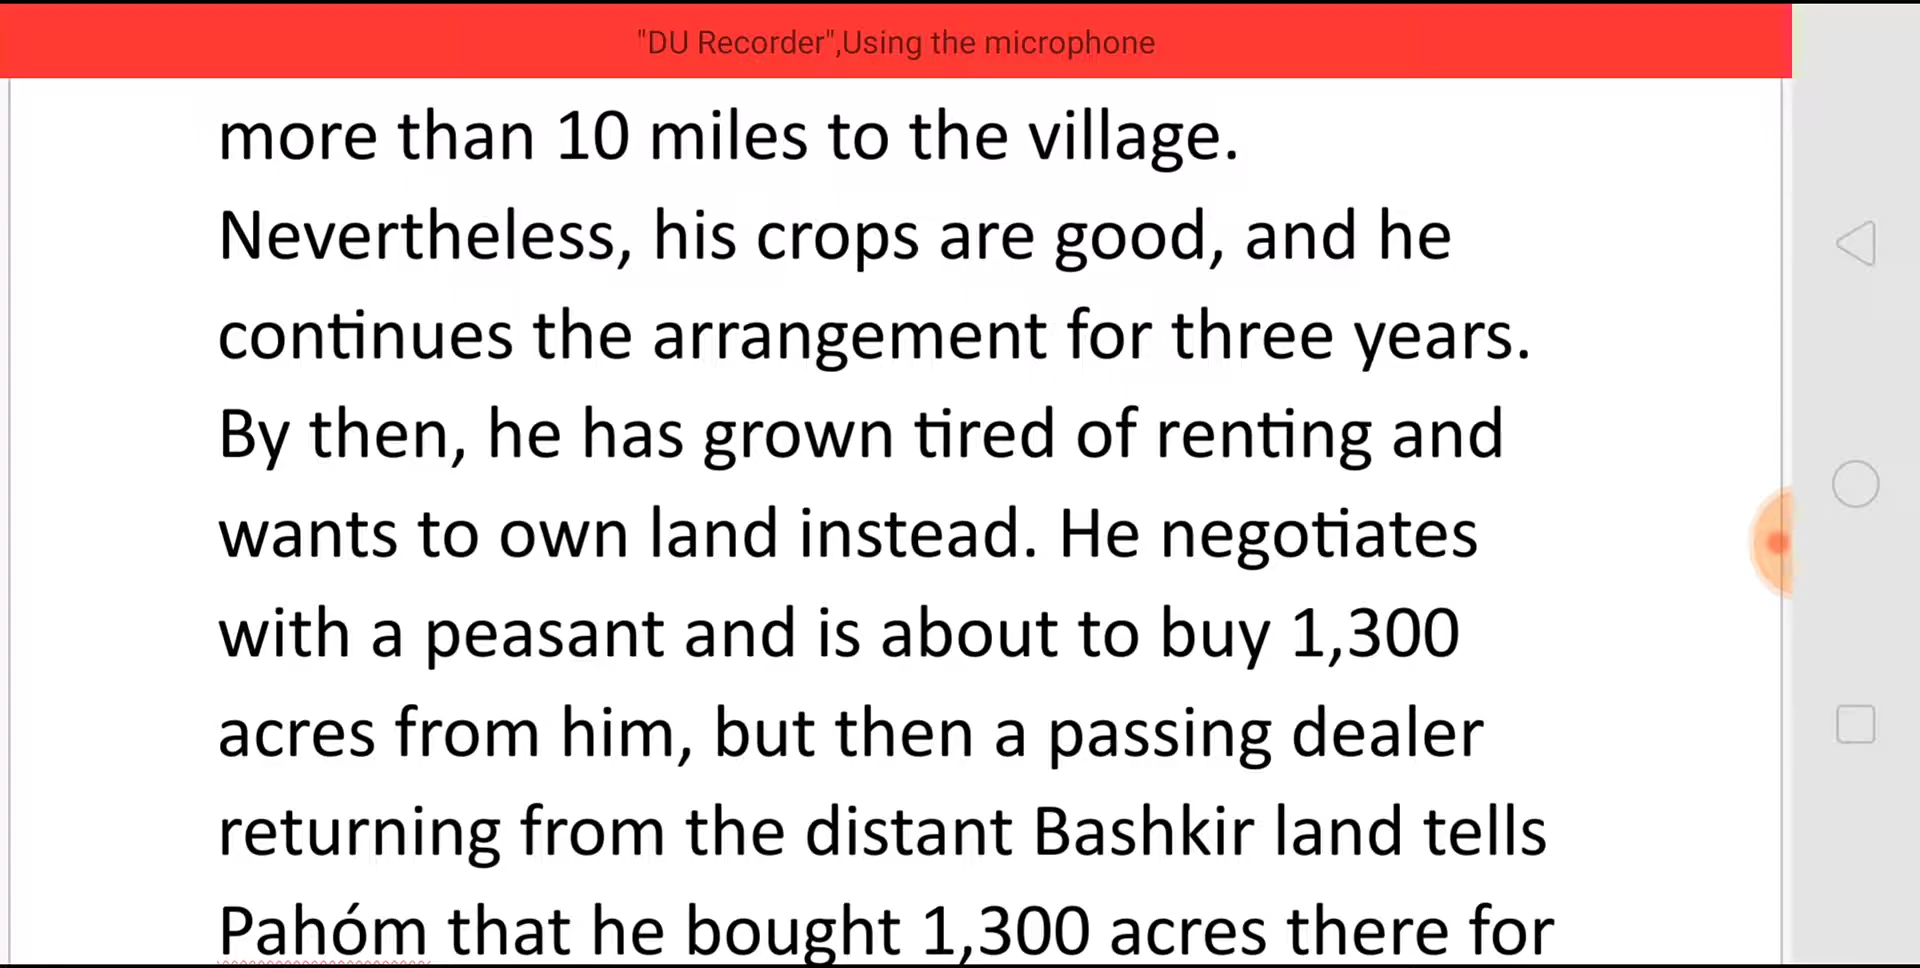 "DU Recorder",Using the microphone
more than 10 miles to the village.
Nevertheless, his crops are good, and he
continues the arrangement for three years.
By then, he has grown tired of renting and
wants to own land instead. He negotiates
with a peasant and is about to buy 1,300
acres from him, but then a passing dealer
returning from the distant Bashkir land tells
Pahóm that he bought 1,300 acres there for